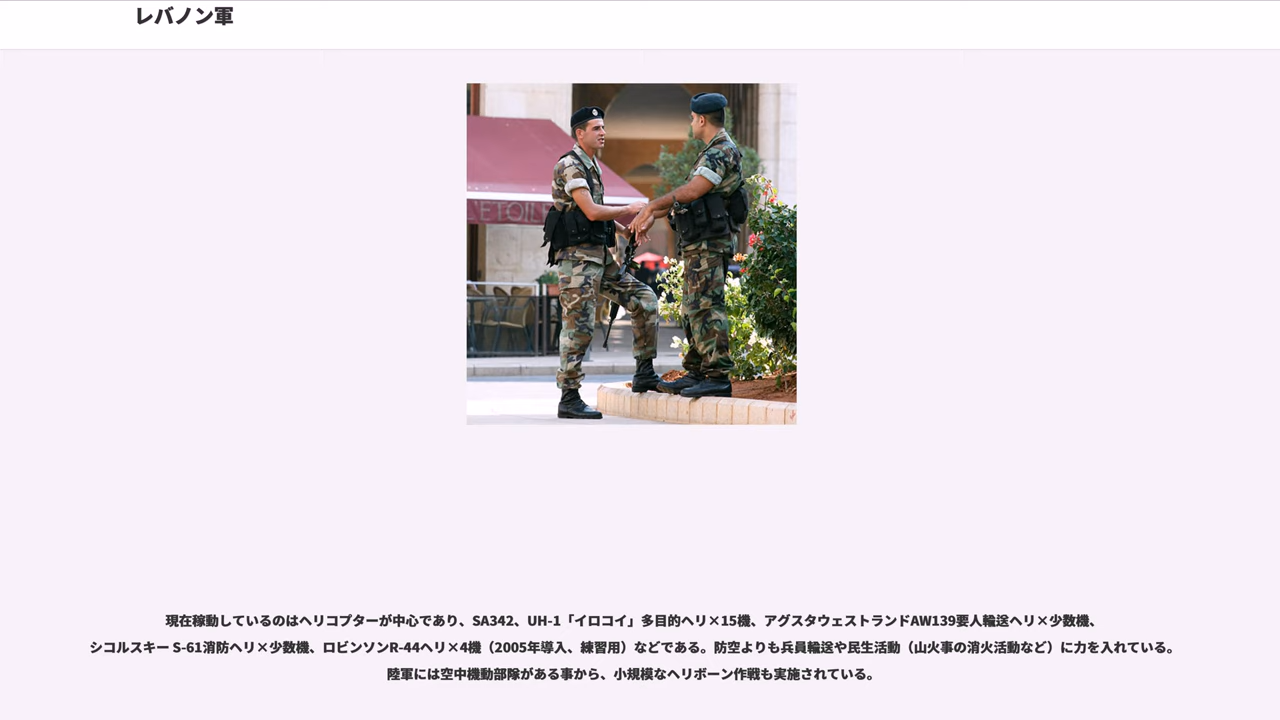 レバノン軍
L'ETOILE
現在稼動しているのはヘリコプターが中心であり、SA342、UH-1「イロコイ」多目的ヘリ×15機、アグスタウェストランドAW139要人輸送ヘリ×少数機、
シコルスキー S-61消防ヘリ×少数機、ロビンソンR-44ヘリ×4機（2005年導入、練習用）などである。防空よりも兵員輸送や民生活動（山火事の消火活動など）に力を入れている。
陸軍には空中機動部隊がある事から、小規模なヘリボーン作戦も実施されている。